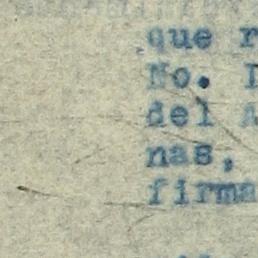 que r
No. I
del A
nas,
firma